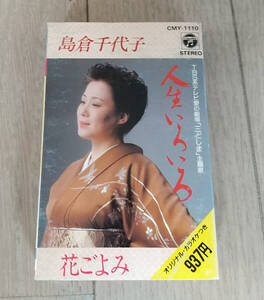 CMY-1110
STEREO
島倉千代子
人生いろいろ
花ごよみ
オリジナル・カラオケつき
937円